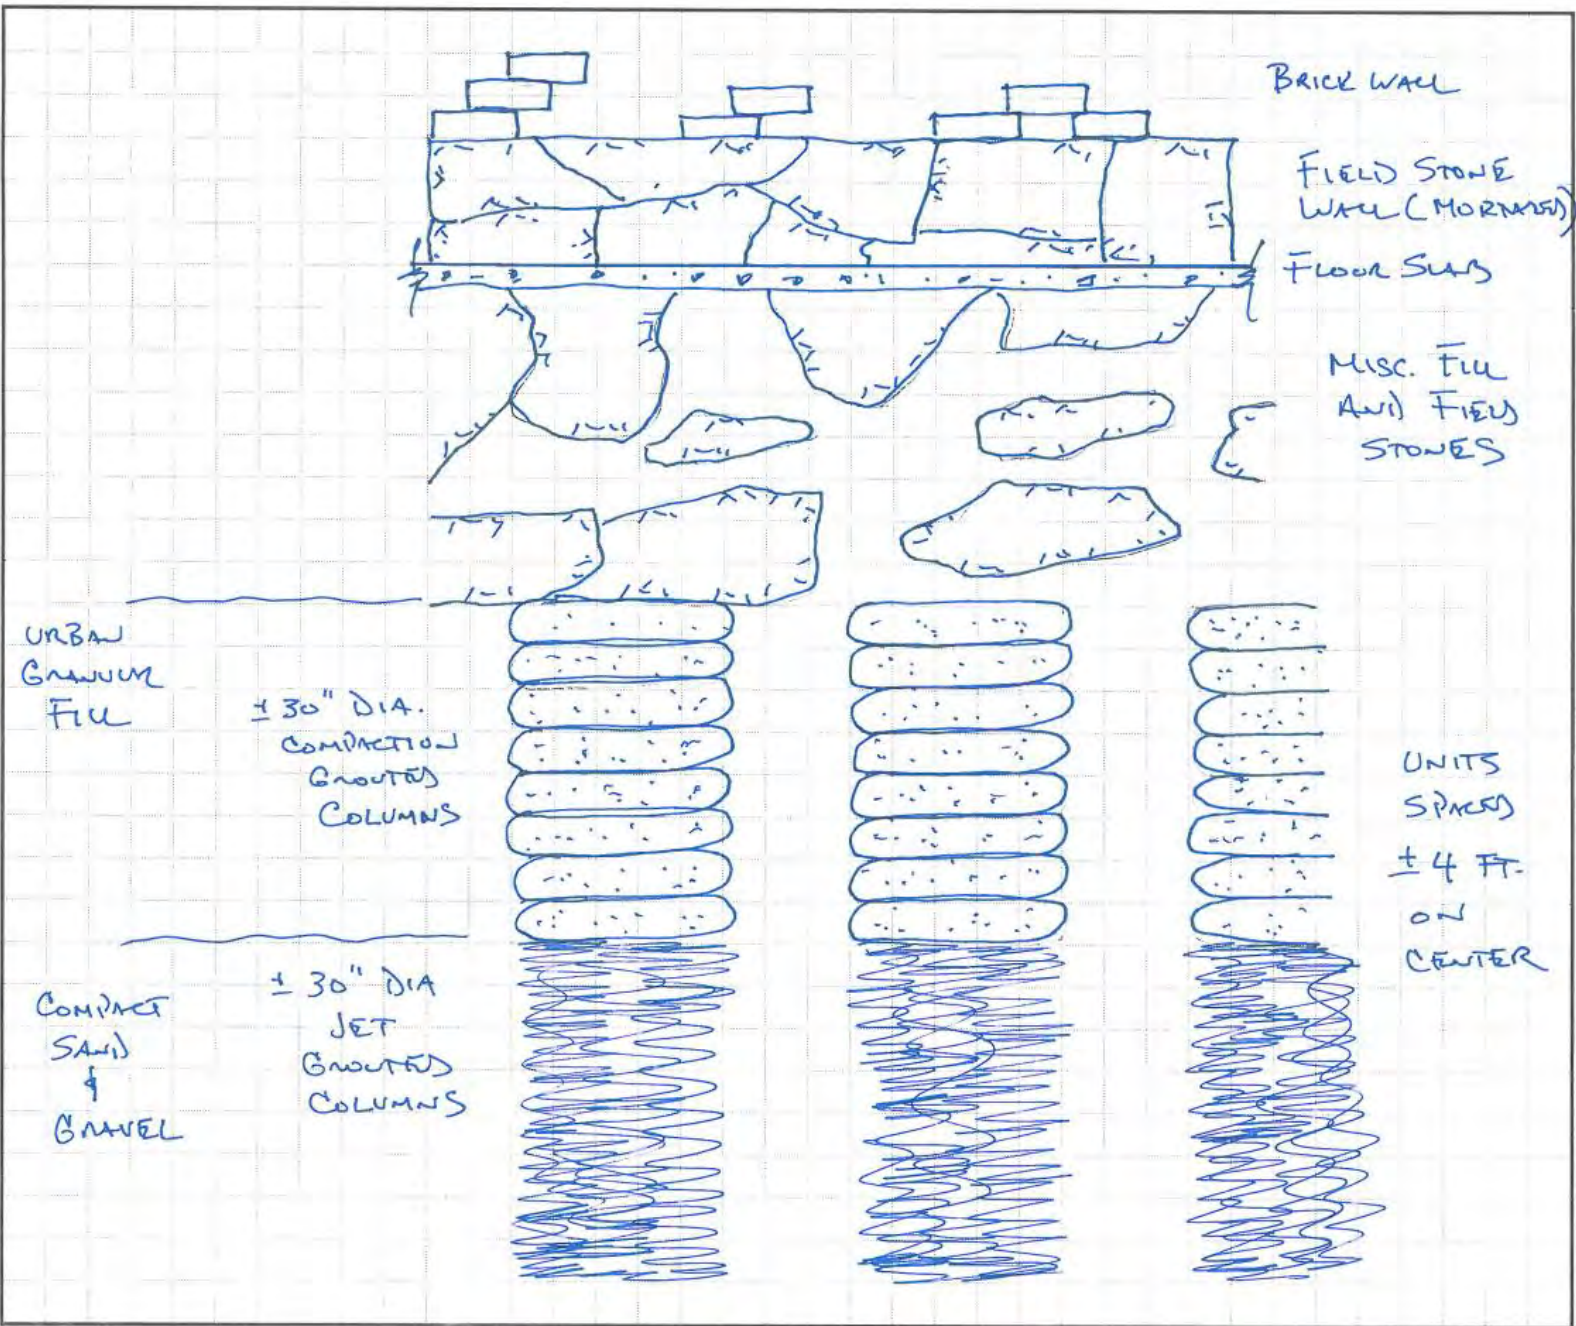 BRICK WALL
FIELD STONE
WALL (MORTARED)
FLOOR SLAB
MISC. FILL
AND FIELD
STONES
URBAN
GRANULAR
FILL
± 30" DIA.
COMPACTION
GROUTED
COLUMNS
UNITS
SPACED
± 4 FT.
ON
CENTER
COMPACT
SAND
&
GRAVEL
± 30" DIA
JET
GROUTED
COLUMNS